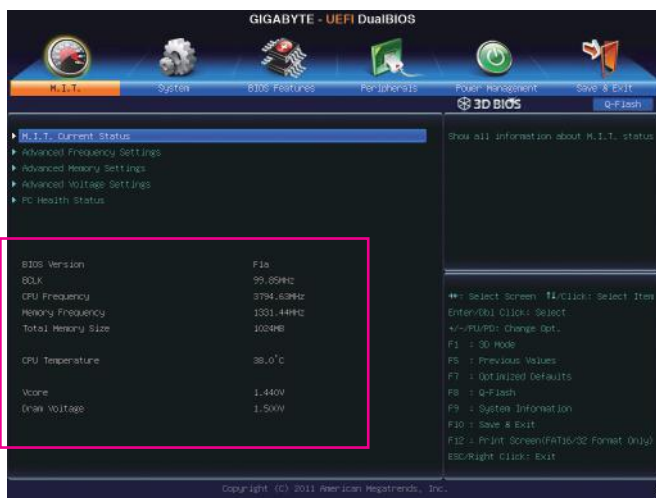 GIGABYTE - UEFI DualBIOS
M.I.T. System BIOS Features Peripherals Power Management Save & Exit
3D BIOS Q-Flash
M.I.T. Current Status
Show all information about M.I.T. status
Advanced Frequency Settings
Advanced Memory Settings
Advanced Voltage Settings
PC Health Status
BIOS Version F1a
BCLK 99.85MHz
CPU Frequency 3794.63MHz
Memory Frequency 1331.44MHz
Total Memory Size 1024MB
CPU Temperature 38.0°C
Vcore 1.440V
Dram Voltage 1.500V
↔: Select Screen ↑↓/Click: Select Item
Enter/Dbl Click: Select
+/-/PU/PD: Change Opt.
F1 : 3D Mode
F5 : Previous Values
F7 : Optimized Defaults
F8 : Q-Flash
F9 : System Information
F10 : Save & Exit
F12 : Print Screen(FAT16/32 Format Only)
ESC/Right Click: Exit
Copyright (C) 2011 American Megatrends, Inc.